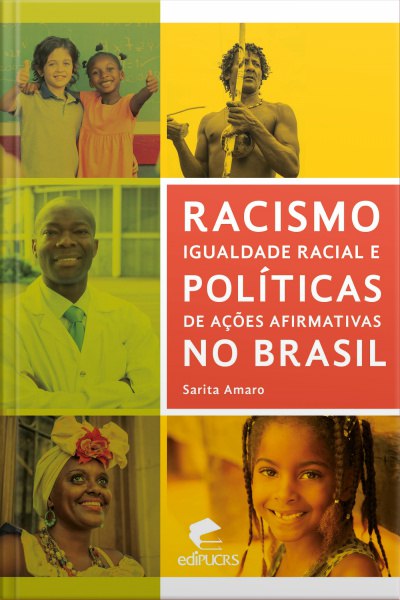 RACISMO
IGUALDADE RACIAL E
POLÍTICAS
DE AÇÕES AFIRMATIVAS
NO BRASIL
Sarita Amaro
ediPUCRS